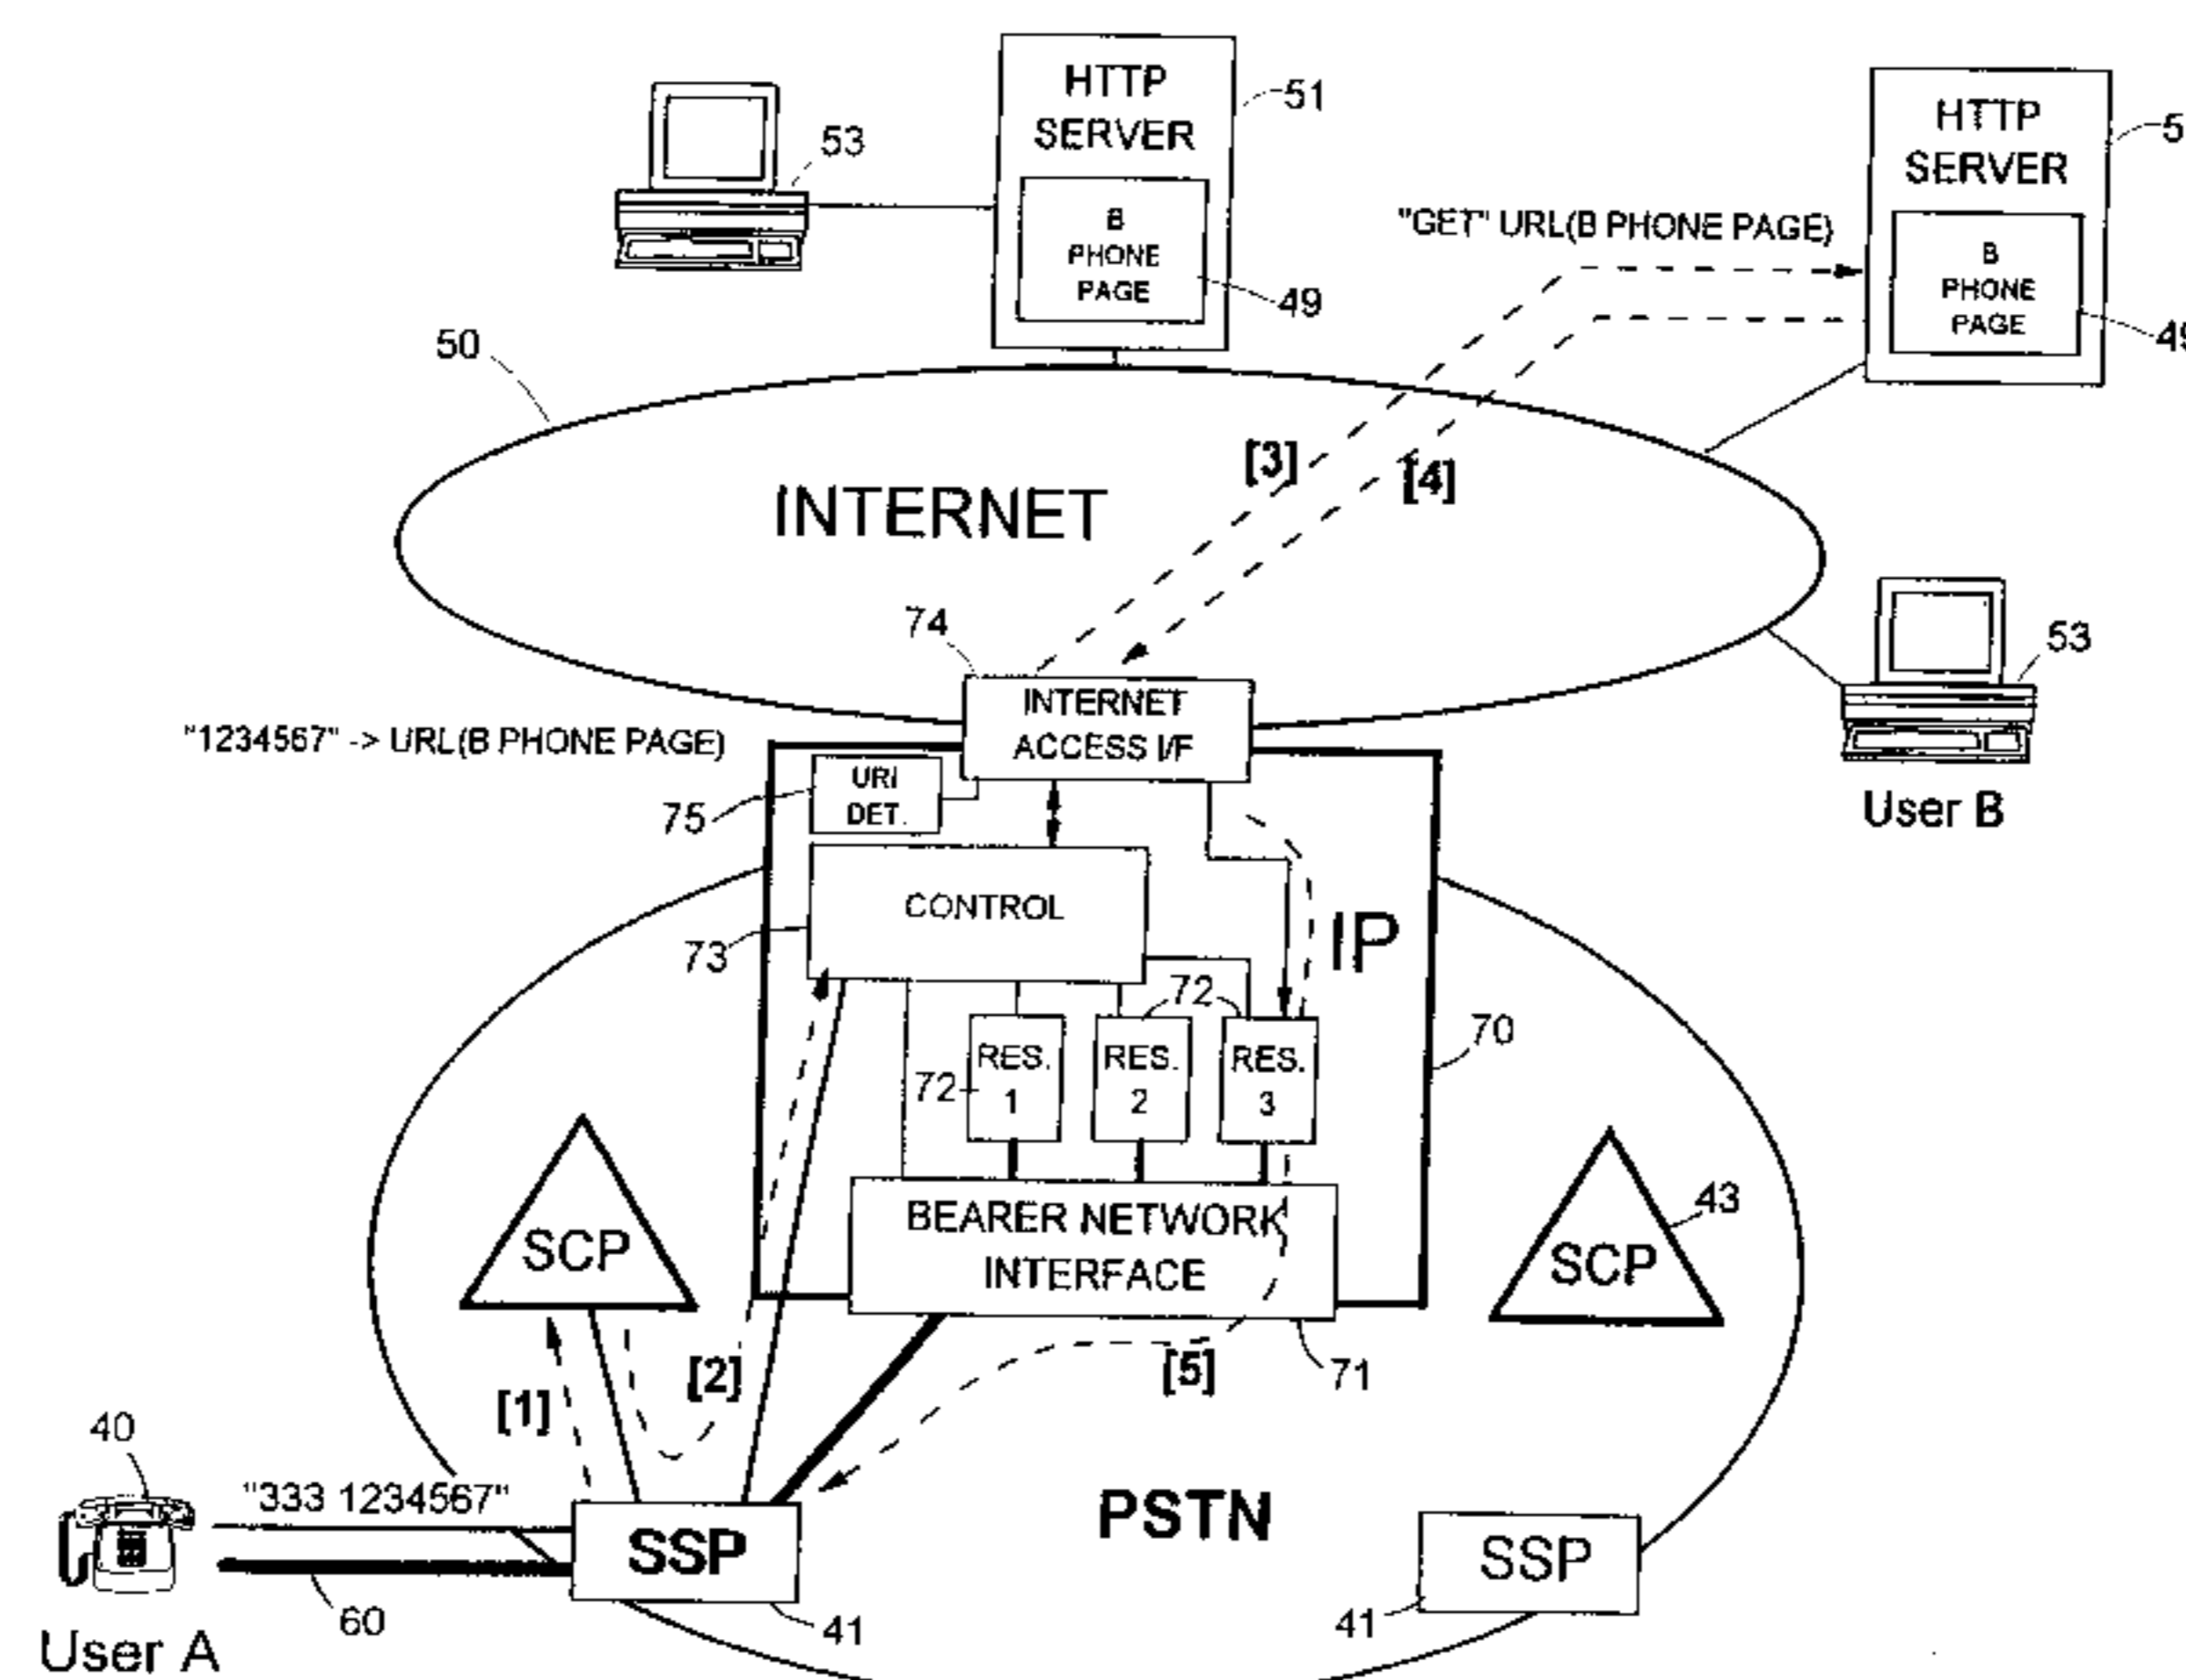 HTTP
SERVER
51
B
PHONE
PAGE
49
53
HTTP
SERVER
5
B
PHONE
PAGE
49
"GET" URL(B PHONE PAGE)
50
[3]
[4]
INTERNET
74
53
User B
INTERNET
ACCESS I/F
"1234567" -> URL(B PHONE PAGE)
75
URI
DET.
CONTROL
73
IP
72
70
RES.
1
RES.
2
RES.
3
72
SCP
BEARER NETWORK
INTERFACE
43
SCP
[1]
[2]
[5]
71
40
"333 1234567"
SSP
PSTN
SSP
60
41
41
User A